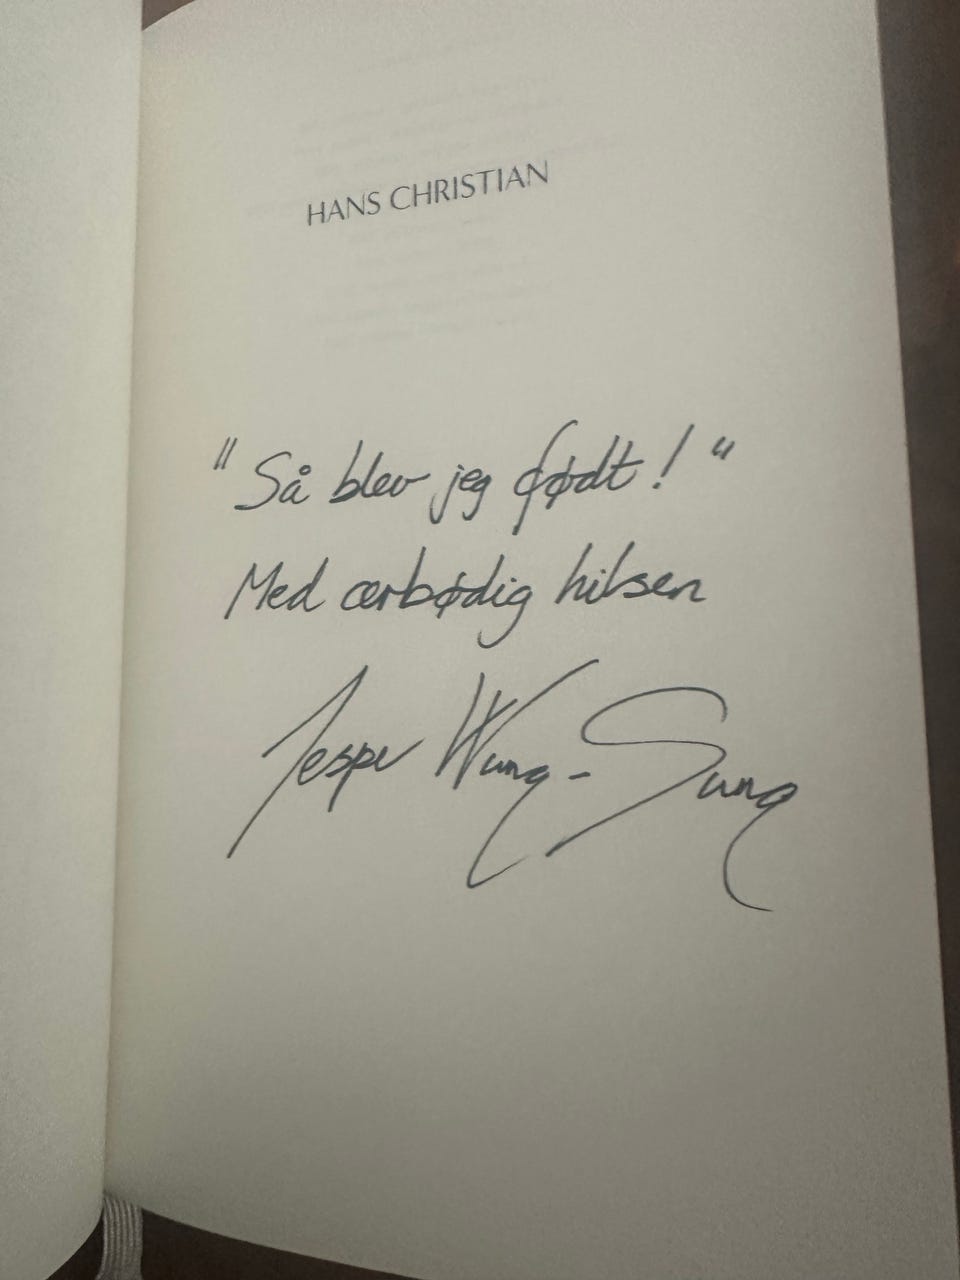 HANS CHRISTIAN
"Så blev jeg født!"
Med ærbødig hilsen
Jesper Wung-Sung